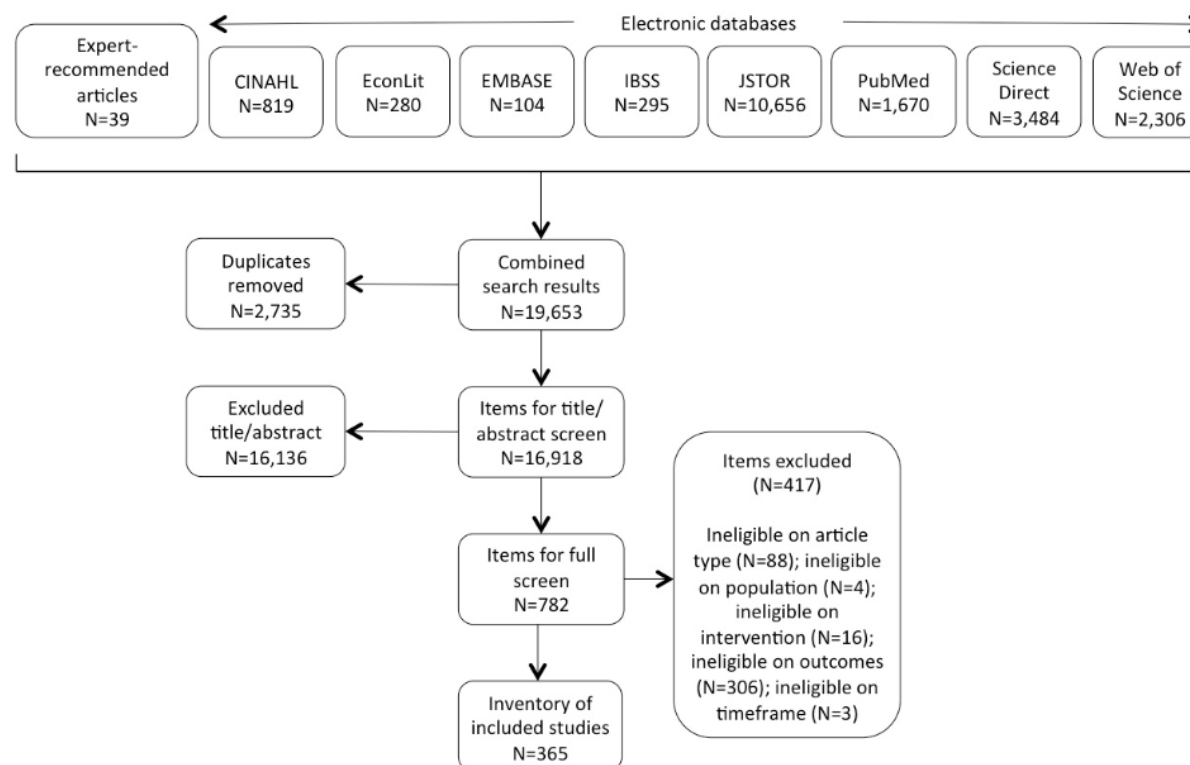 Electronic databases
Expert-
recommended
articles
N=39
CINAHL
N=819
EconLit
N=280
EMBASE
N=104
IBSS
N=295
JSTOR
N=10,656
PubMed
N=1,670
Science
Direct
N=3,484
Web of
Science
N=2,306
Duplicates
removed
N=2,735
Combined
search results
N=19,653
Excluded
title/abstract
N=16,136
Items for title/
abstract screen
N=16,918
Items excluded
(N=417)
Ineligible on article
type (N=88); ineligible
on population (N=4);
ineligible on
intervention (N=16);
ineligible on outcomes
(N=306); ineligible on
timeframe (N=3)
Items for full
screen
N=782
Inventory of
included studies
N=365